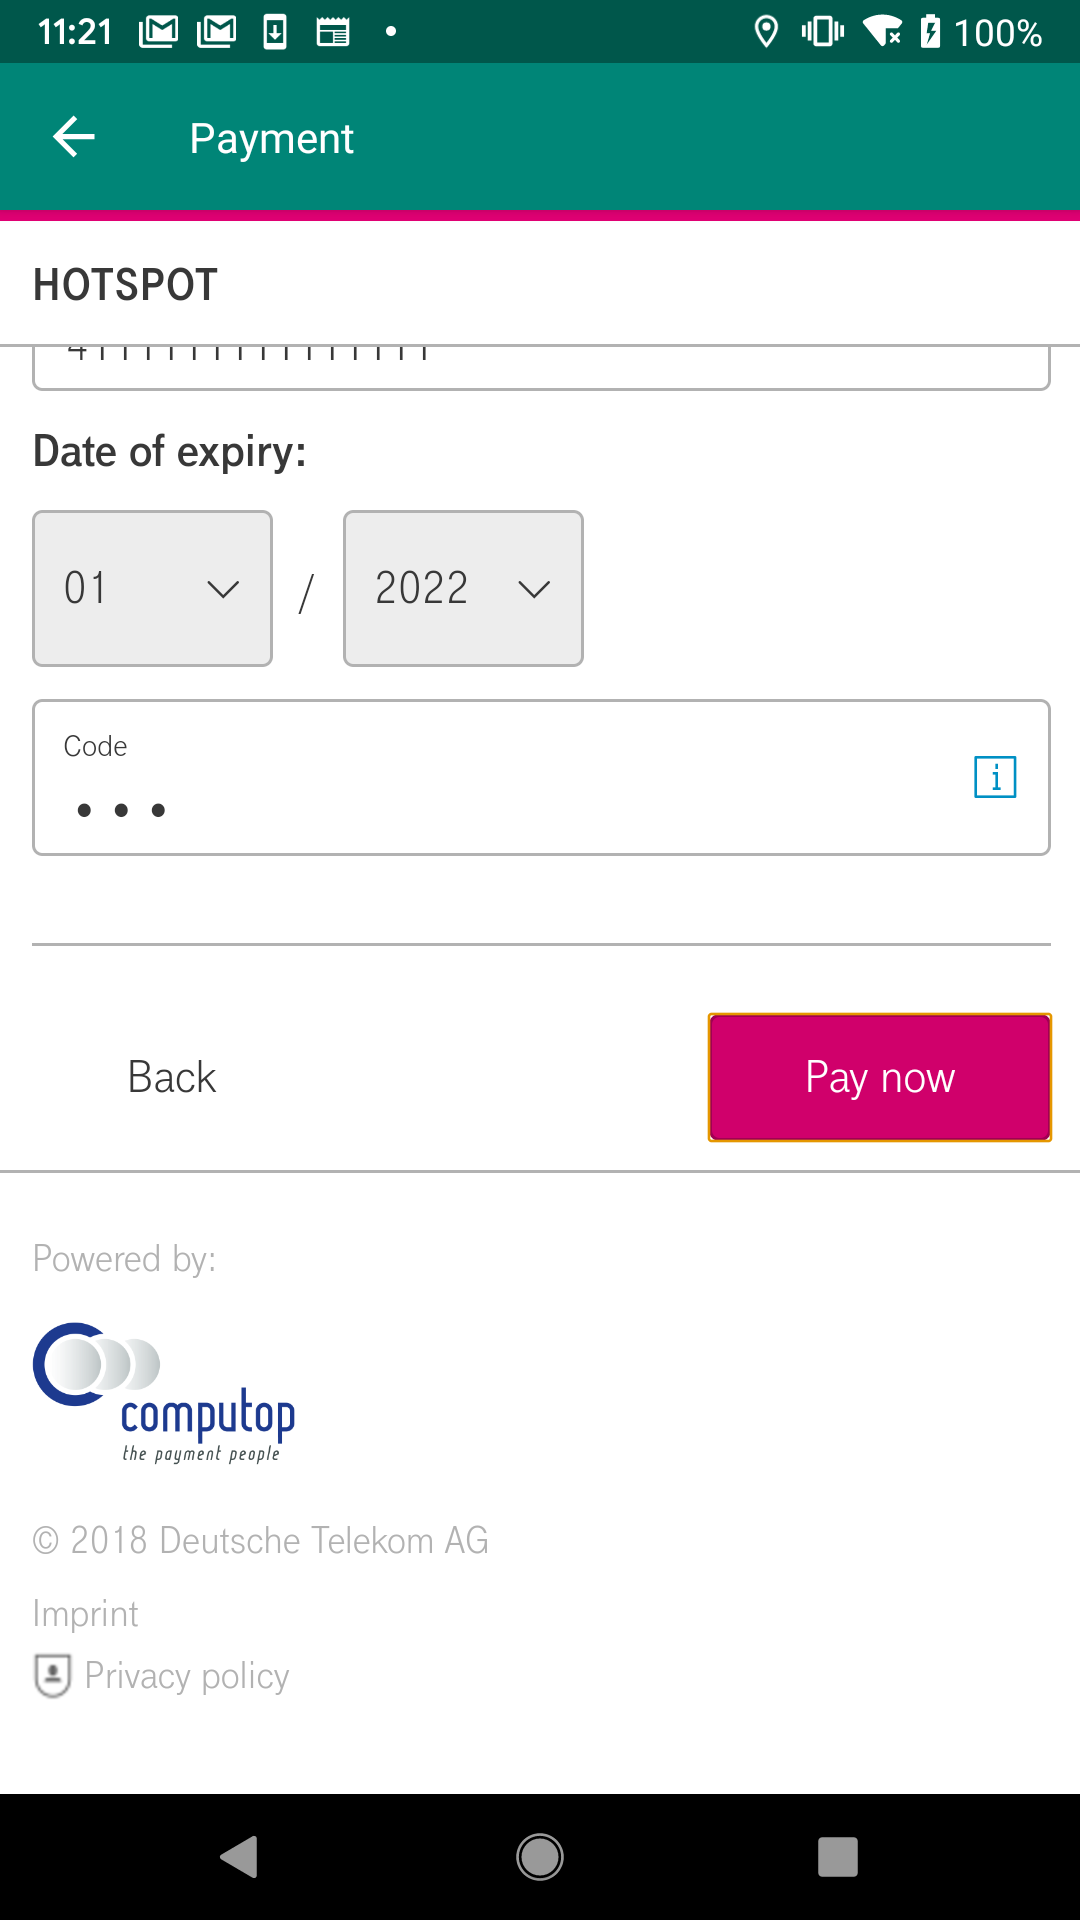 11:21 100%
Payment
HOTSPOT
Date of expiry:
01 / 2022
Code
•••
i
Back Pay now
Powered by:
computop
the payment people
© 2018 Deutsche Telekom AG
Imprint
Privacy policy